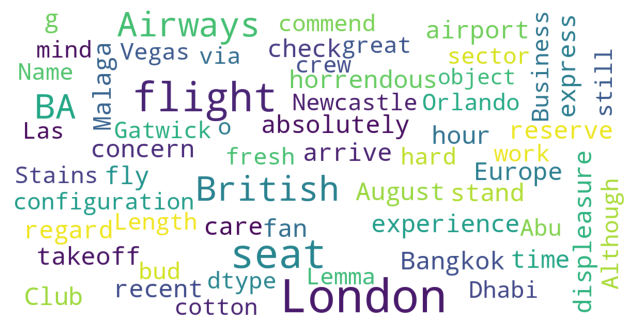 g Airways commend airport Business express still
mind Malaga Vegas via check great sector
Name crew horrendous object
BA flight Newcastle Orlando
Las Gatwick o absolutely hour reserve
concern fresh arrive hard work
Stains fly British August stand Europe
configuration displeasure Although
regard Length care fan experience Abu
takeoff seat Bangkok time
bud dtype Lemma
Club recent cotton London Dhabi